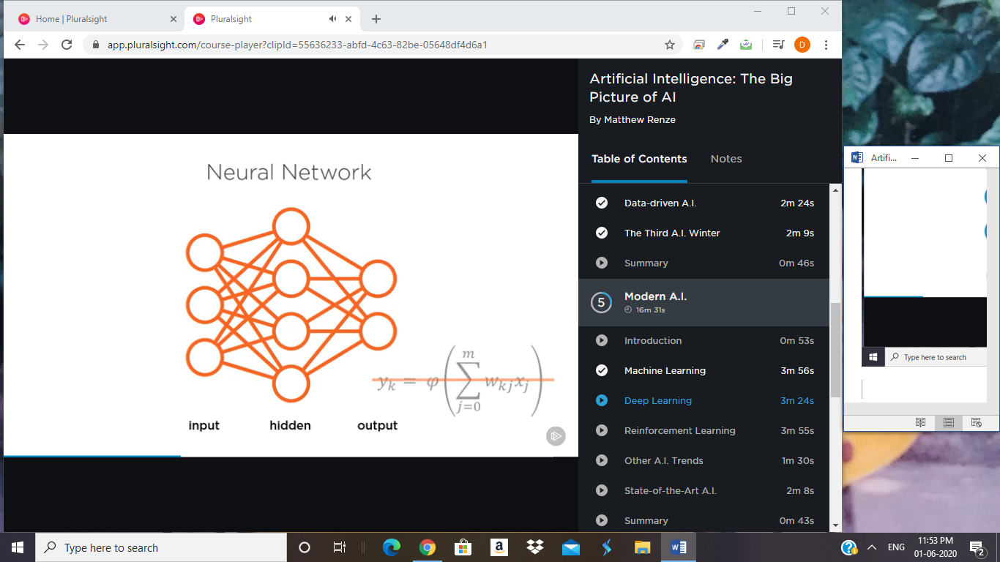 Home | Pluralsight
Pluralsight
app.pluralsight.com/course-player?clipId=55636233-abfd-4c63-82be-05648df4d6a1
D
Neural Network
input hidden output
y_k = φ(∑_{j=0}^{m} w_{kj} x_j)
Artificial Intelligence: The Big
Picture of AI
By Matthew Renze
Table of Contents Notes
Data-driven A.I. 2m 24s
The Third A.I. Winter 2m 9s
Summary 0m 46s
5 Modern A.I.
16m 31s
Introduction 0m 53s
Machine Learning 3m 56s
Deep Learning 3m 24s
Reinforcement Learning 3m 55s
Other A.I. Trends 1m 30s
State-of-the-Art A.I. 2m 8s
Summary 0m 43s
Artifi...
Type here to search
Type here to search
ENG
11:53 PM
01-06-2020
2